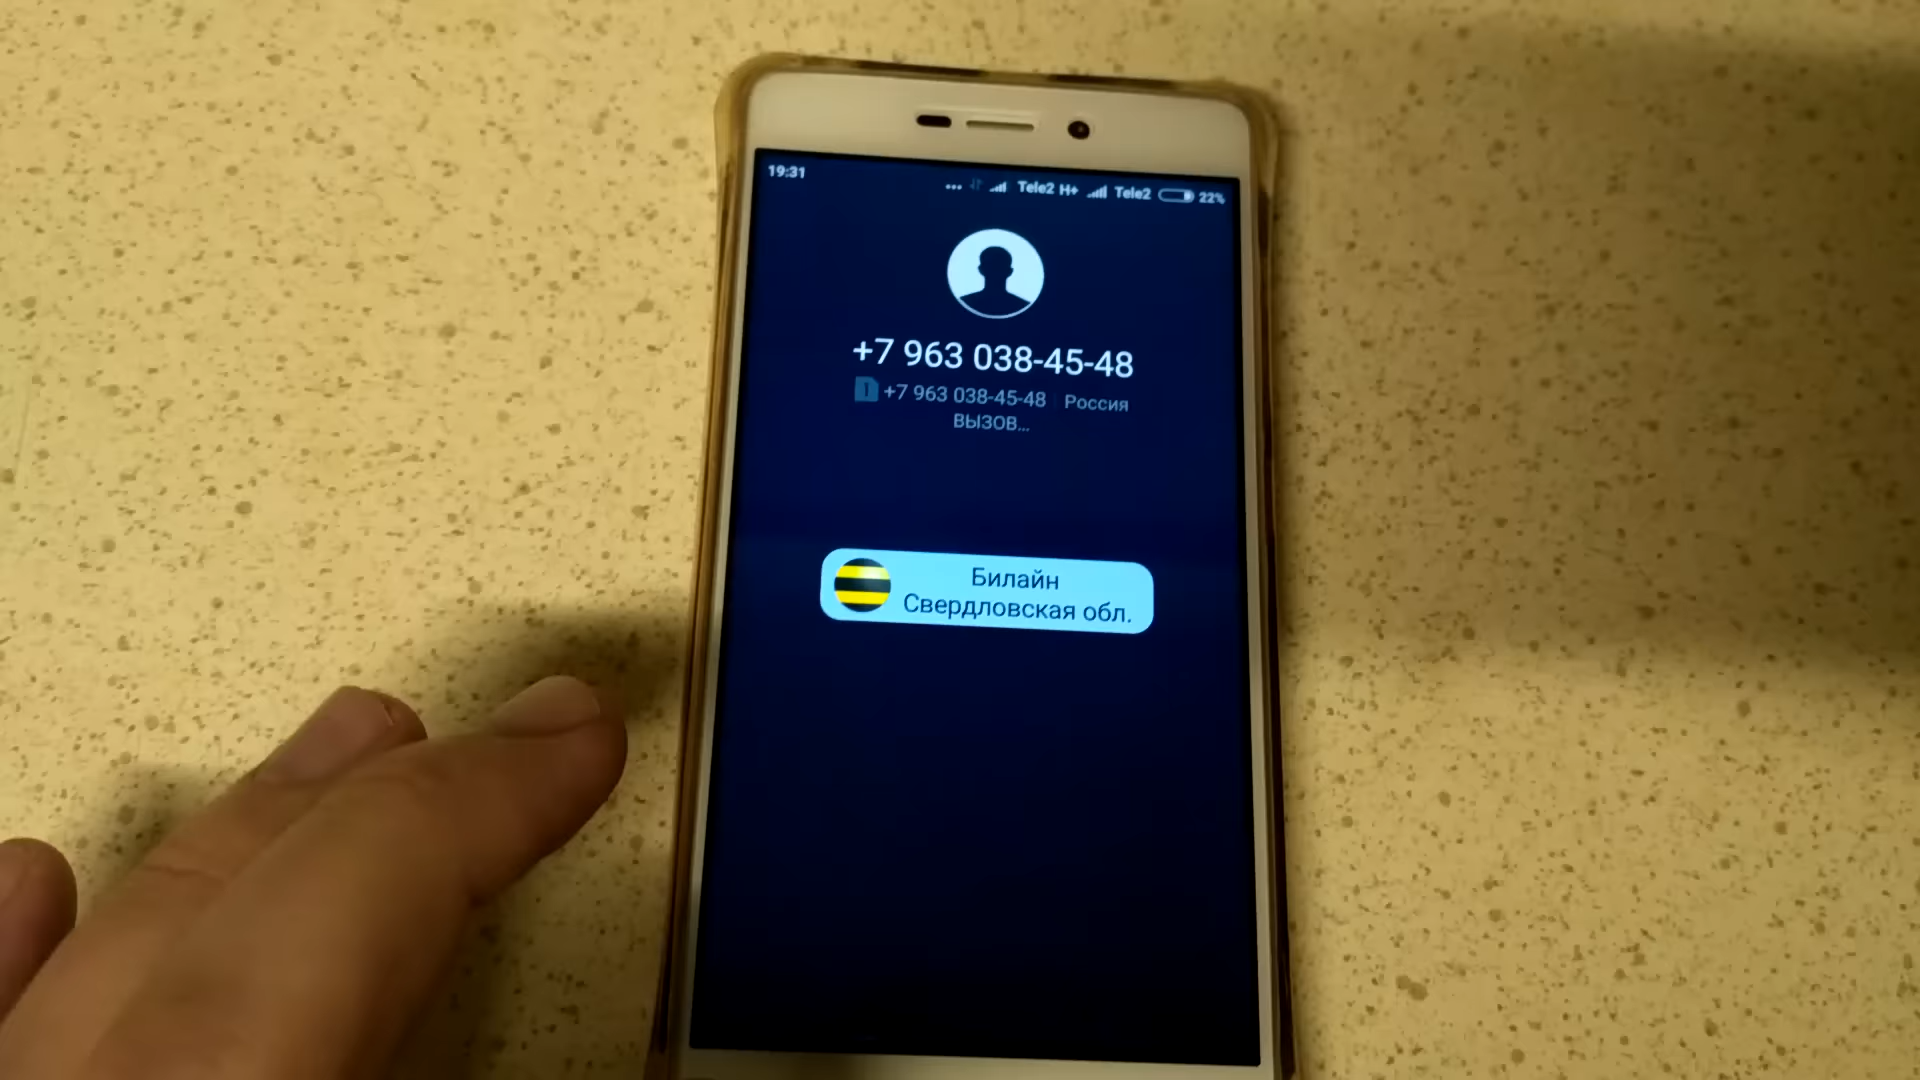 19:31
... Tele2 H+ Tele2 22%
+7 963 038-45-48
1 +7 963 038-45-48 Россия
ВЫЗОВ...
Билайн
Свердловская обл.